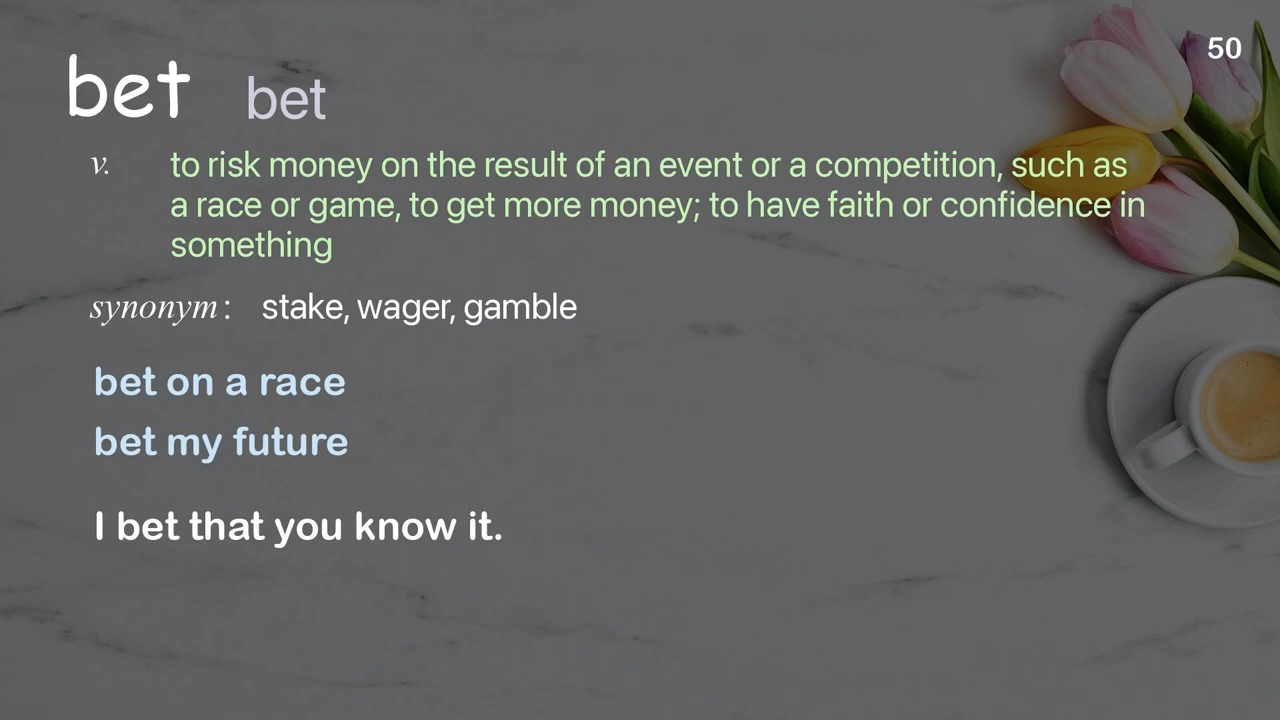 50
bet bet
v. to risk money on the result of an event or a competition, such as
a race or game, to get more money; to have faith or confidence in
something
synonym : stake, wager, gamble
bet on a race
bet my future
I bet that you know it.